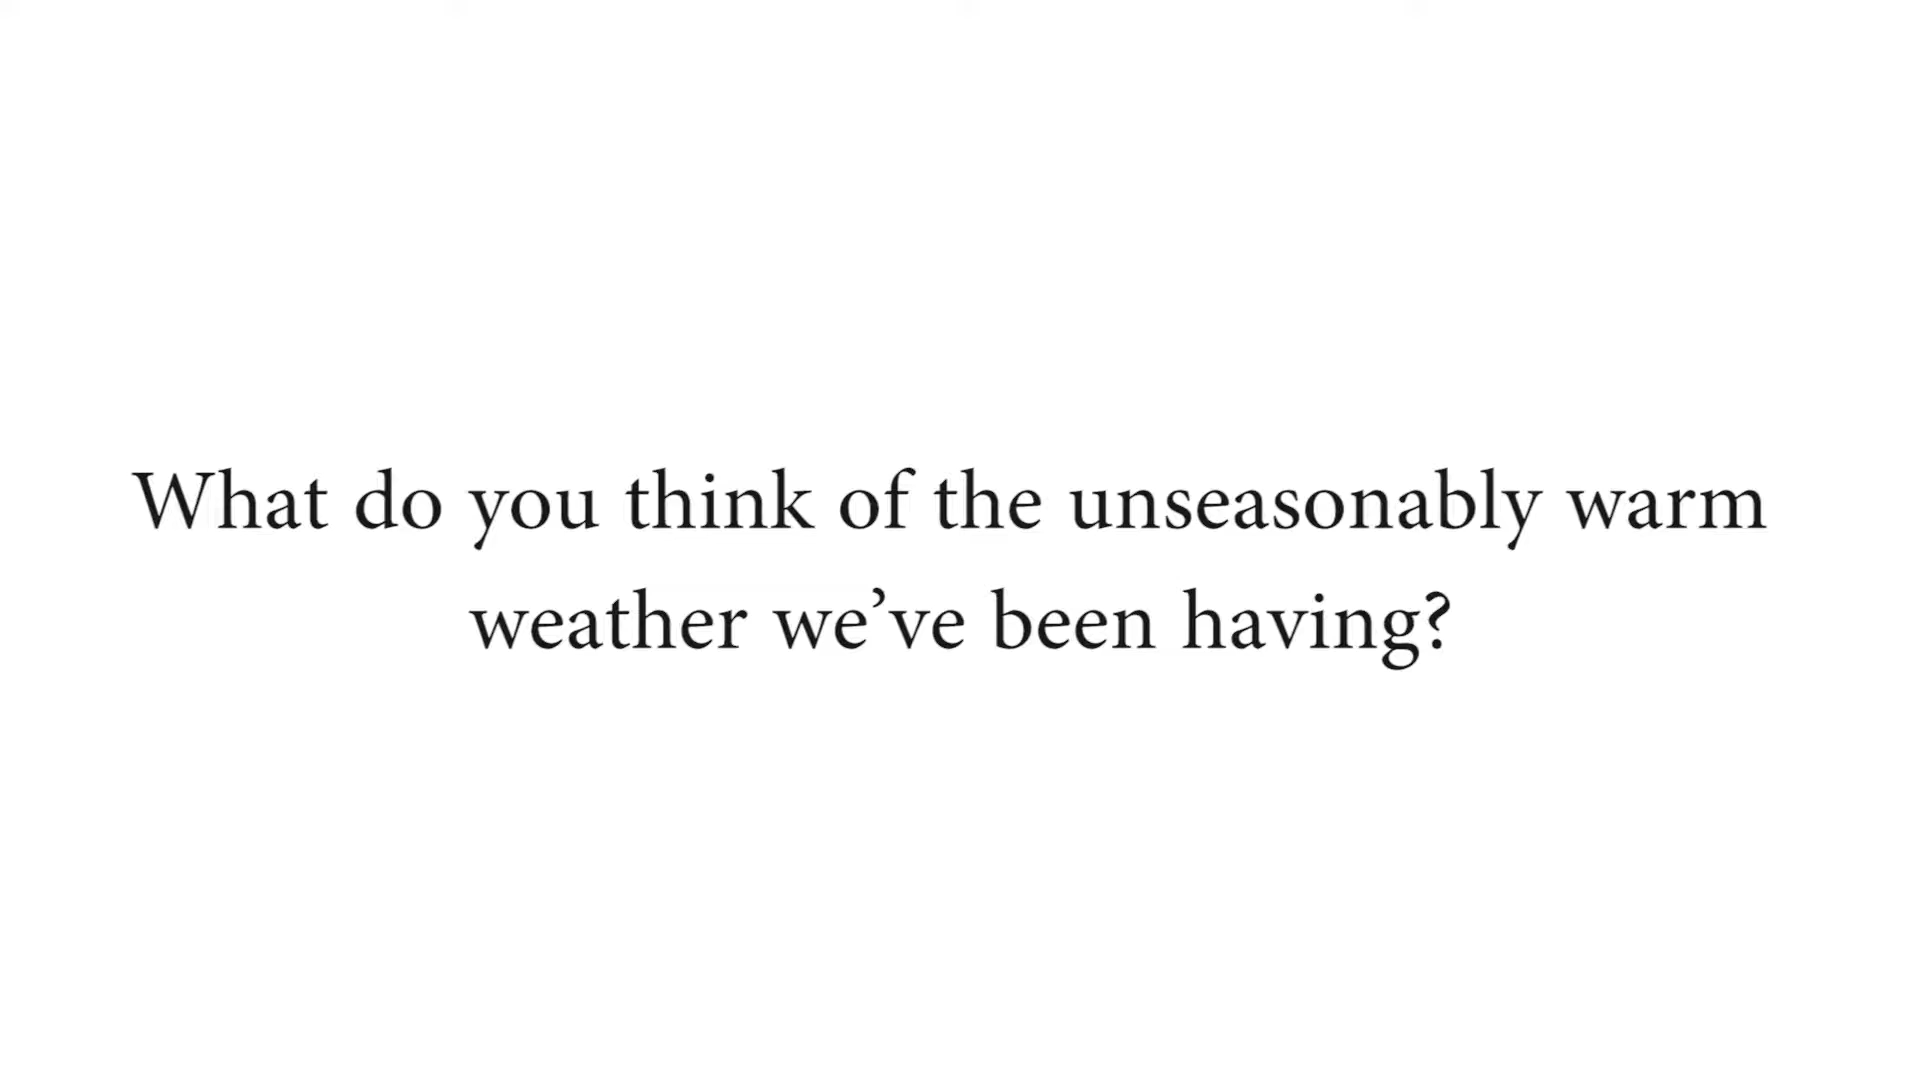 What do you think of the unseasonably warm
weather we’ve been having?